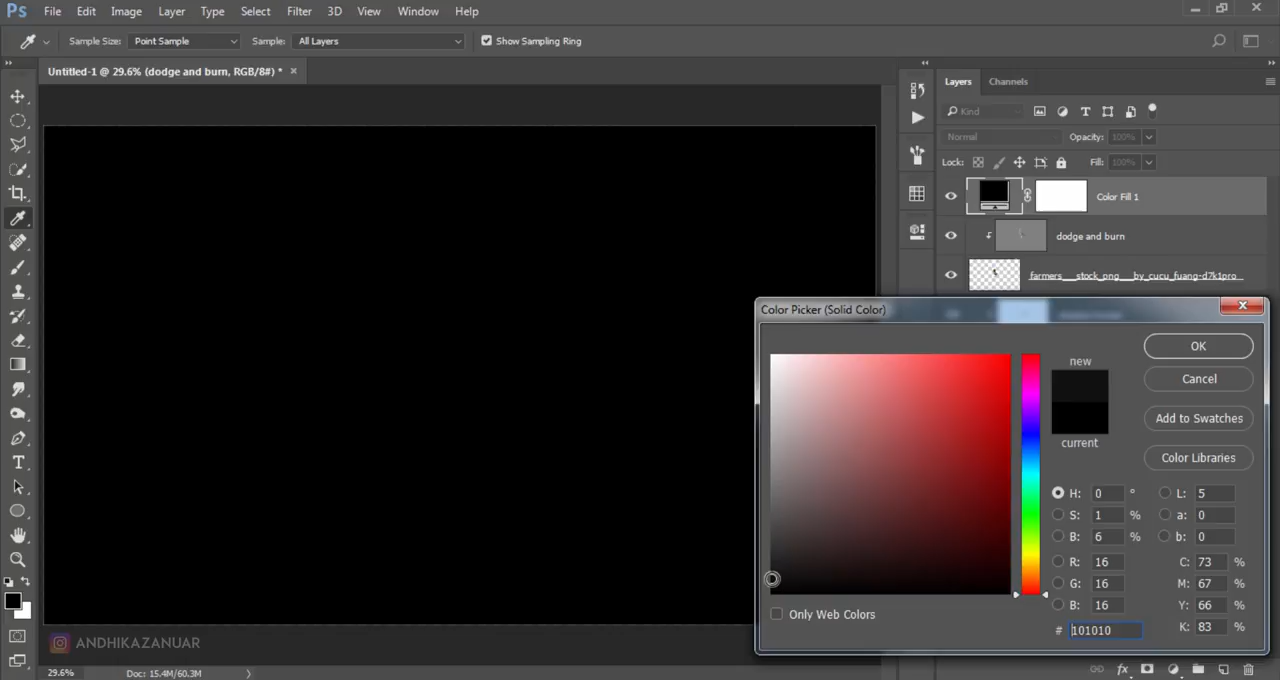 Ps File Edit Image Layer Type Select Filter 3D View Window Help
Sample Size: Point Sample Sample: All Layers Show Sampling Ring
Untitled-1 @ 29.6% (dodge and burn, RGB/8#) * ×
Layers Channels
Kind
Normal Opacity: 100%
Lock: Fill: 100%
Color Fill 1
dodge and burn
farmers__stock_png__by_cucu_fuang-d7k1pro
Color Picker (Solid Color)
new
current
OK
Cancel
Add to Swatches
Color Libraries
H: 0 ° L: 5
S: 1 % a: 0
B: 6 % b: 0
R: 16 C: 73 %
G: 16 M: 67 %
B: 16 Y: 66 %
# 101010 K: 83 %
Only Web Colors
ANDHIKAZANUAR
29.6% Doc: 15.4M/60.3M